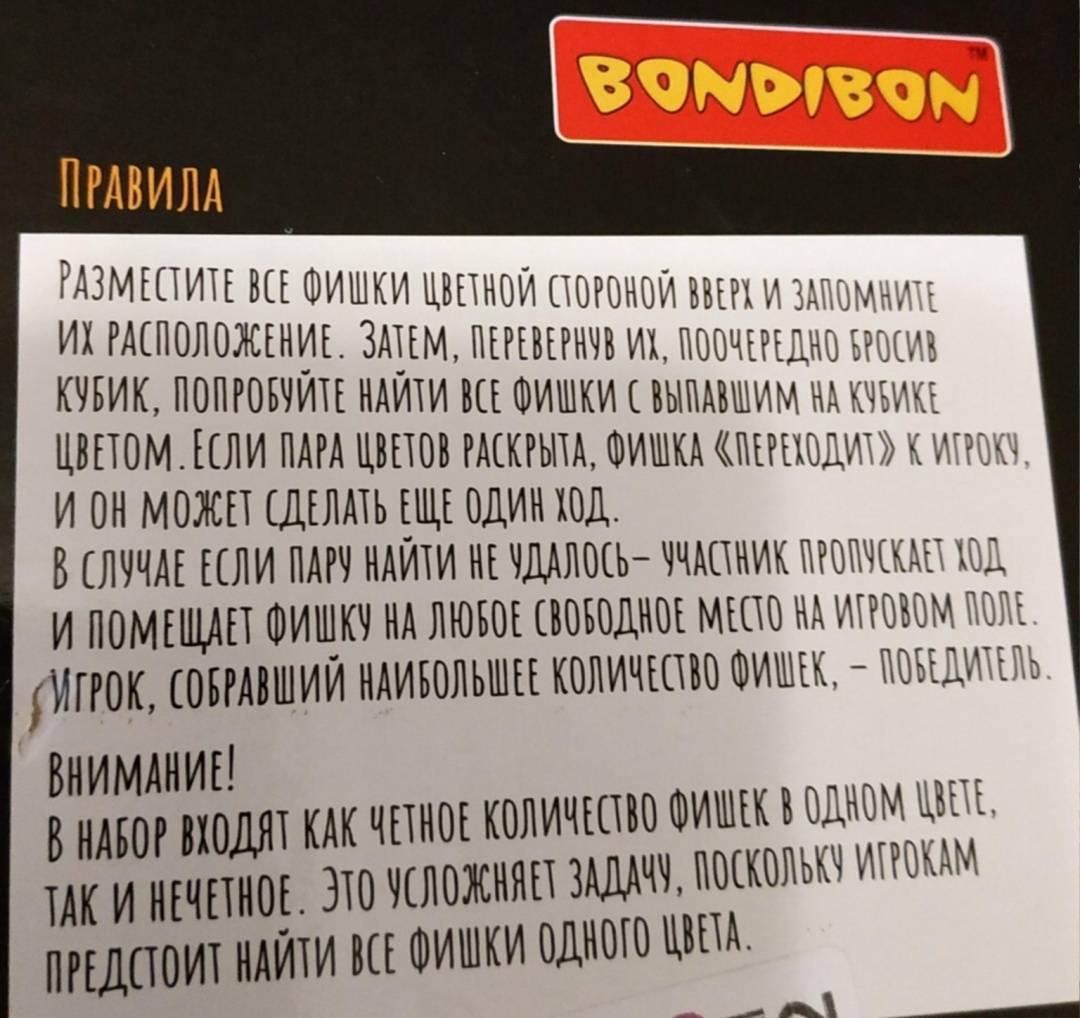 BONDIBON
TM
Правила
Разместите все фишки цветной стороной вверх и запомните
их расположение. Затем, перевернув их, поочередно бросив
кубик, попробуйте найти все фишки с выпавшим на кубике
цветом. Если пара цветов раскрыта, фишка «переходит» к игроку,
и он может сделать еще один ход.
В случае если пару найти не удалось– участник пропускает ход
и помещает фишку на любое свободное место на игровом поле.
Игрок, собравший наибольшее количество фишек, – победитель.
Внимание!
В набор входят как четное количество фишек в одном цвете,
так и нечетное. Это усложняет задачу, поскольку игрокам
предстоит найти все фишки одного цвета.